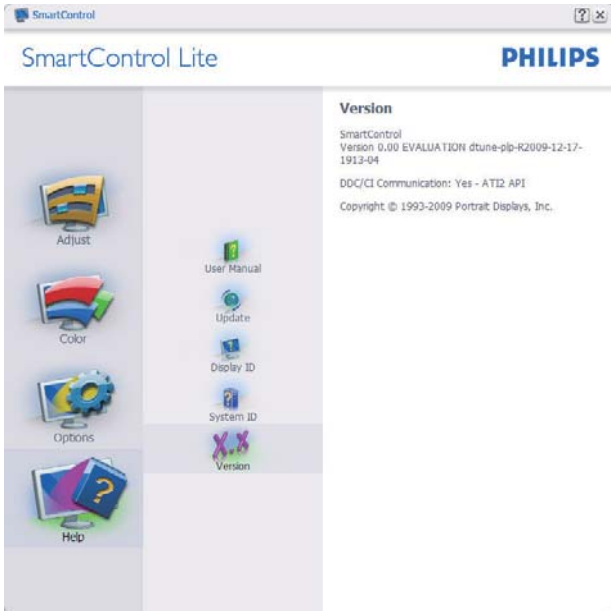 SmartControl
SmartControl Lite
PHILIPS
Adjust
Color
Options
Help
User Manual
Update
Display ID
System ID
X.X
Version
Version
SmartControl
Version 0.00 EVALUATION dtune-plp-R2009-12-17-
1913-04
DDC/CI Communication: Yes - ATI2 API
Copyright © 1993-2009 Portrait Displays, Inc.